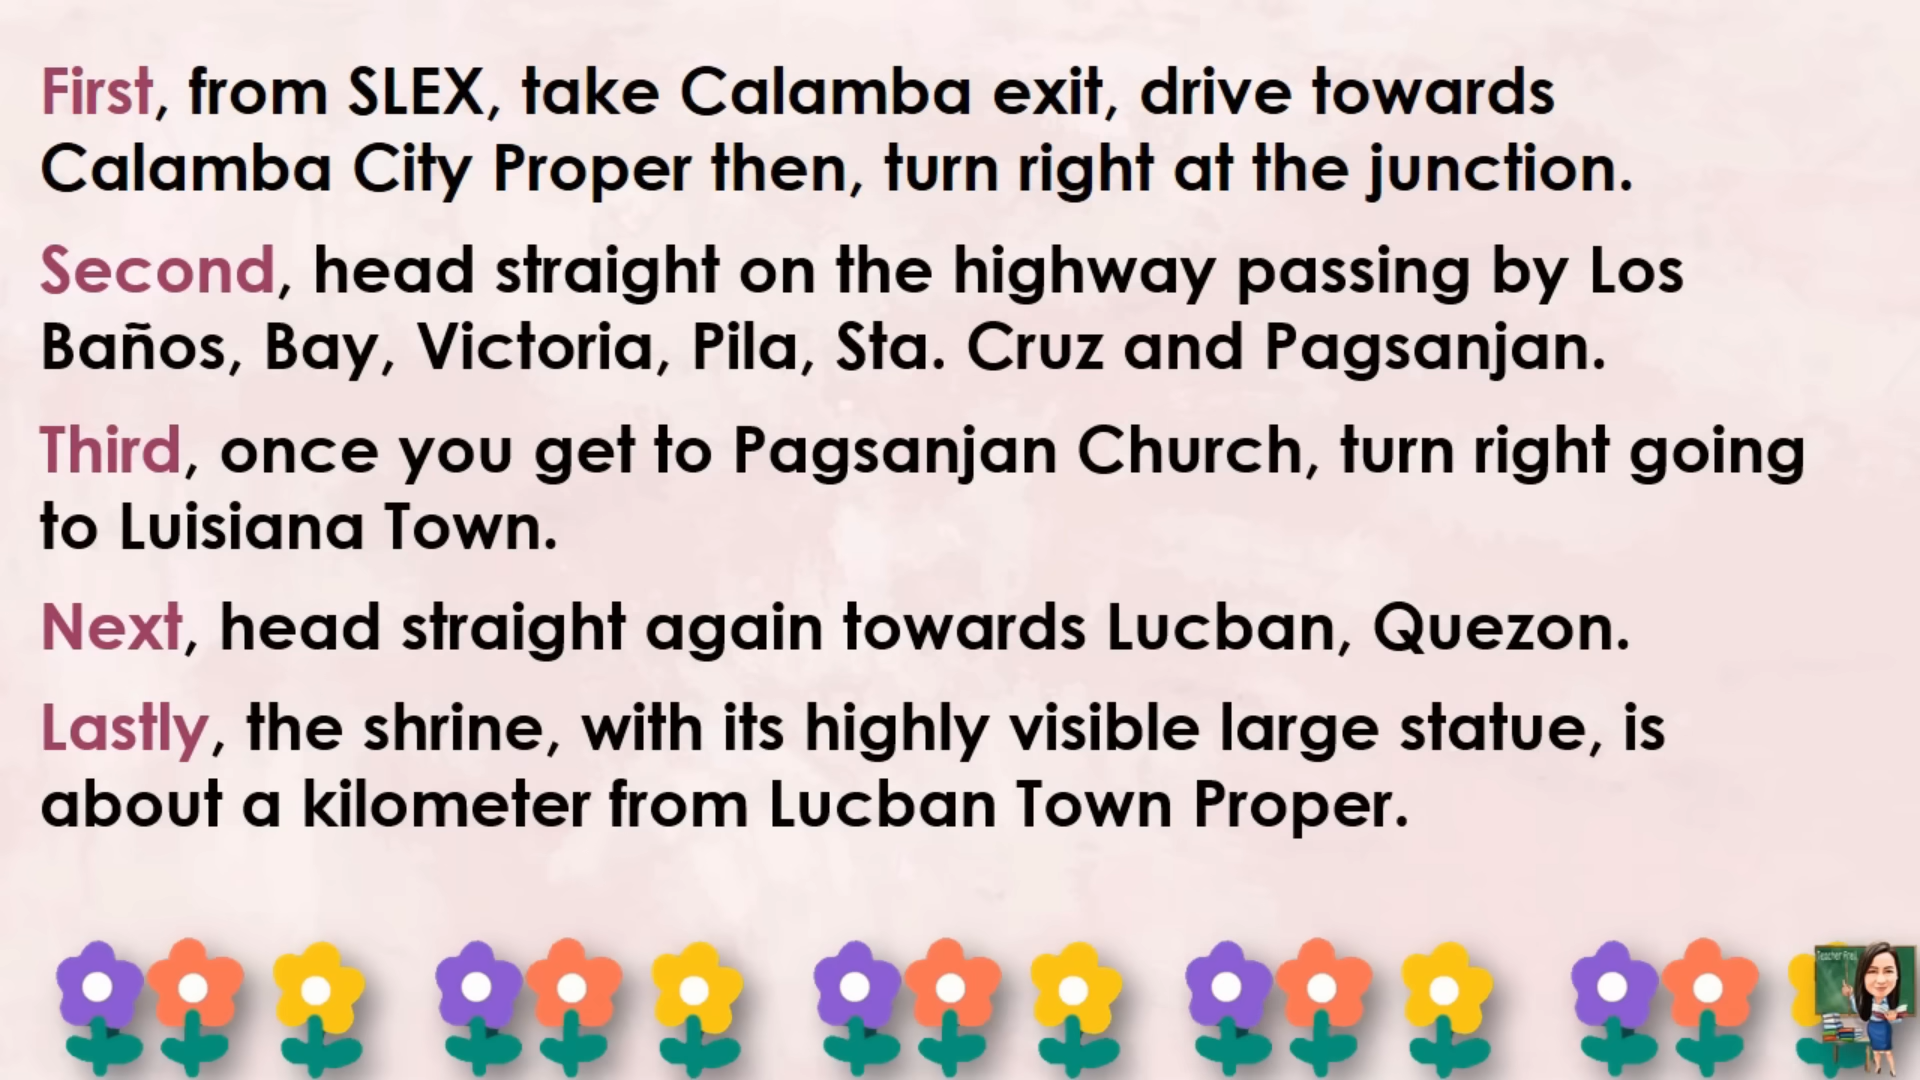 First, from SLEX, take Calamba exit, drive towards
Calamba City Proper then, turn right at the junction.
Second, head straight on the highway passing by Los
Baños, Bay, Victoria, Pila, Sta. Cruz and Pagsanjan.
Third, once you get to Pagsanjan Church, turn right going
to Luisiana Town.
Next, head straight again towards Lucban, Quezon.
Lastly, the shrine, with its highly visible large statue, is
about a kilometer from Lucban Town Proper.
Teacher